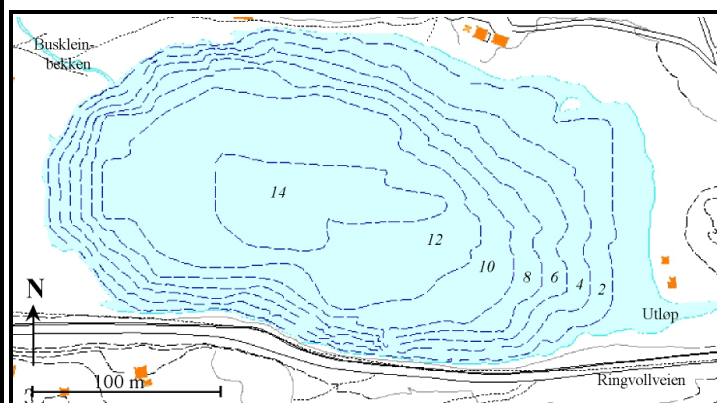 Busklein-
bekken
14
12
10
8
6
4
2
N
Utløp
100 m
Ringvollveien